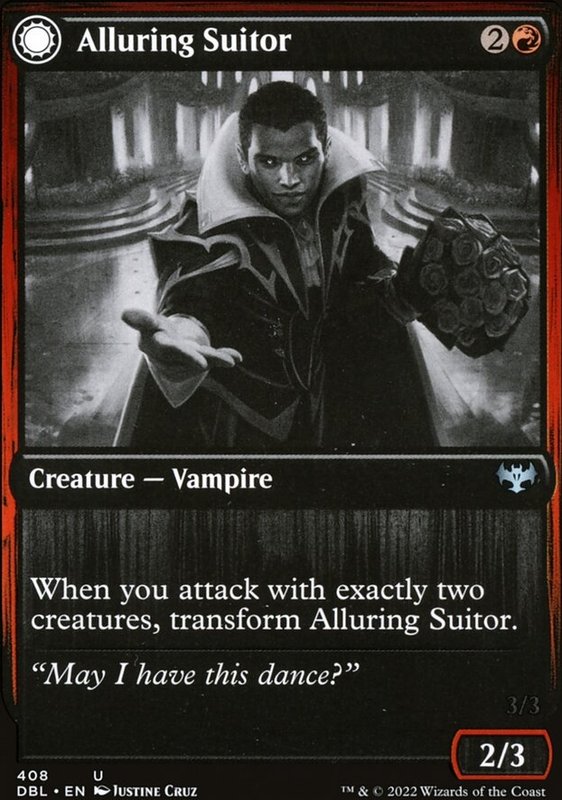 Alluring Suitor 2
Creature — Vampire
When you attack with exactly two
creatures, transform Alluring Suitor.
"May I have this dance?"
3/3
2/3
408 U
DBL • EN Justine Cruz ™ & © 2022 Wizards of the Coast